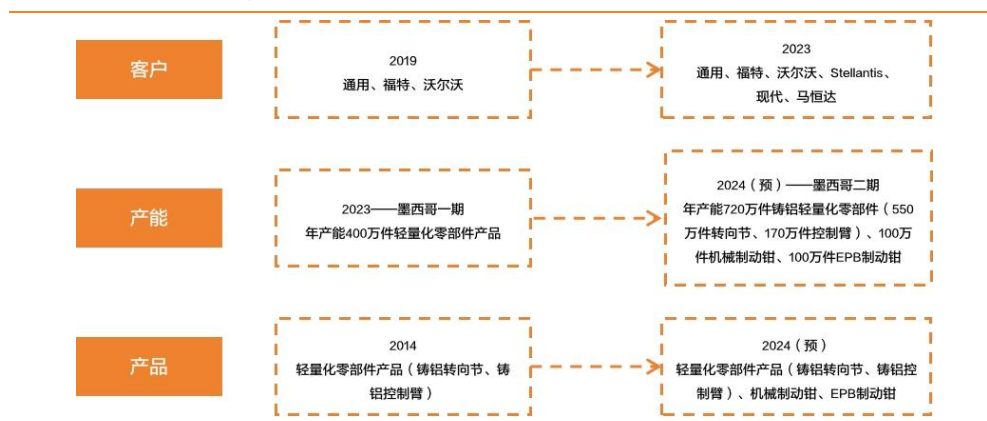 客户
2019
通用、福特、沃尔沃
2023
通用、福特、沃尔沃、Stellantis、
现代、马恒达
产能
2023——墨西哥一期
年产能400万件轻量化零部件产品
2024（预）——墨西哥二期
年产能720万件铸铝轻量化零部件（550
万件转向节、170万件控制臂）、100万
件机械制动钳、100万件EPB制动钳
产品
2014
轻量化零部件产品（铸铝转向节、铸
铝控制臂）
2024（预）
轻量化零部件产品（铸铝转向节、铸铝控
制臂）、机械制动钳、EPB制动钳